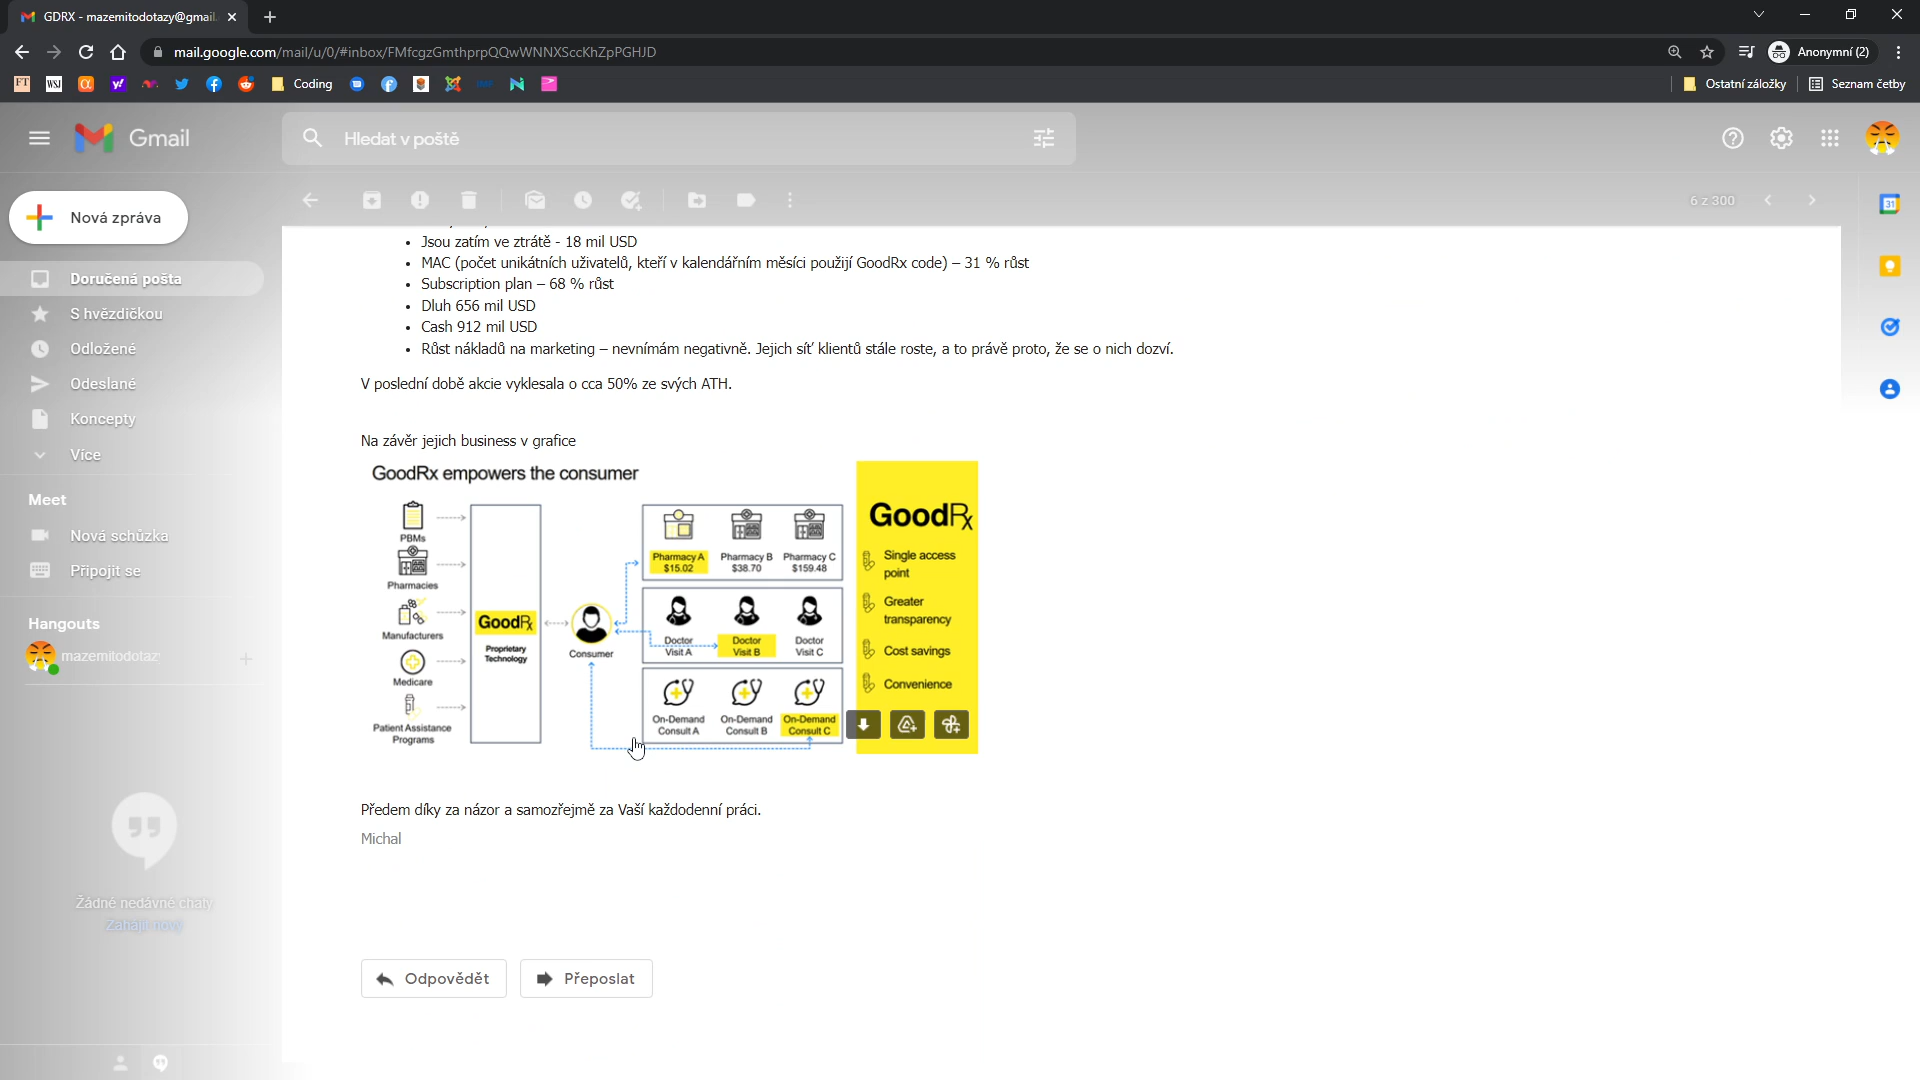 GDRX - mazemitodotazy@gmail.
mail.google.com/mail/u/0/#inbox/FMfcgzGmthprpQQwWNNXSccKhZpPGHJD
Anonymní (2)
FT
WSJ
Coding
Ostatní záložky
Seznam četby
Gmail
Hledat v poště
Nová zpráva
6 z 300
31
Doručená pošta
S hvězdičkou
Odložené
Odeslané
Koncepty
Více
Meet
Nová schůzka
Připojit se
Hangouts
mazemitodotaz
Žádné nedávné chaty
Zahájit nový
• Jsou zatím ve ztrátě - 18 mil USD
• MAC (počet unikátních uživatelů, kteří v kalendářním měsíci použijí GoodRx code) – 31 % růst
• Subscription plan – 68 % růst
• Dluh 656 mil USD
• Cash 912 mil USD
• Růst nákladů na marketing – nevnímám negativně. Jejich síť klientů stále roste, a to právě proto, že se o nich dozví.
V poslední době akcie vyklesala o cca 50% ze svých ATH.
Na závěr jejich business v grafice
GoodRx empowers the consumer
PBMs
Pharmacies
Manufacturers
Medicare
Patient Assistance
Programs
GoodRx
Proprietary
Technology
Consumer
Pharmacy A
$15.02
Pharmacy B
$38.70
Pharmacy C
$159.48
Doctor
Visit A
Doctor
Visit B
Doctor
Visit C
On-Demand
Consult A
On-Demand
Consult B
On-Demand
Consult C
GoodRx
Single access
point
Greater
transparency
Cost savings
Convenience
Předem díky za názor a samozřejmě za Vaší každodenní práci.
Michal
Odpovědět
Přeposlat